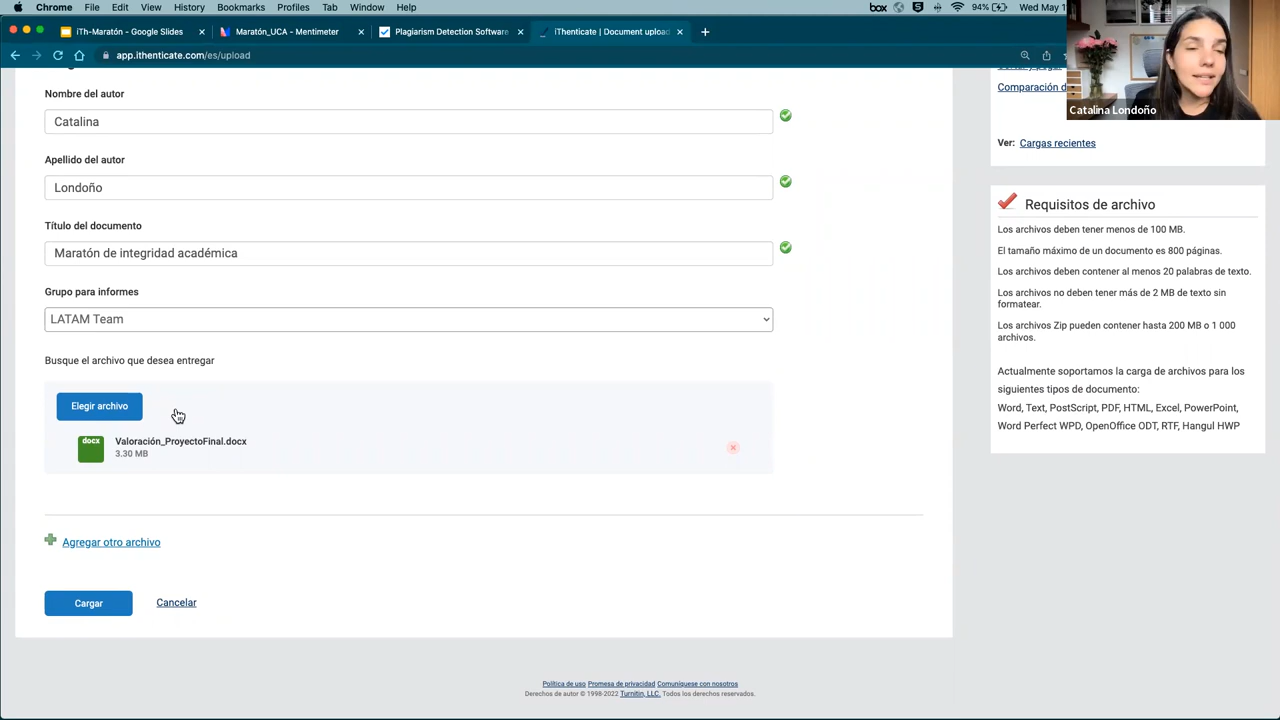 Chrome File Edit View History Bookmarks Profiles Tab Window Help
box 94% Wed May 1
iTh-Maratón - Google Slides
Maratón_UCA - Mentimeter
Plagiarism Detection Software
iThenticate | Document upload
app.ithenticate.com/es/upload
Catalina Londoño
Nombre del autor
Catalina
Apellido del autor
Londoño
Título del documento
Maratón de integridad académica
Grupo para informes
LATAM Team
Busque el archivo que desea entregar
Elegir archivo
docx
Valoración_ProyectoFinal.docx
3.30 MB
Agregar otro archivo
Cargar
Cancelar
Comparación d
Ver: Cargas recientes
Requisitos de archivo
Los archivos deben tener menos de 100 MB.
El tamaño máximo de un documento es 800 páginas.
Los archivos deben contener al menos 20 palabras de texto.
Los archivos no deben tener más de 2 MB de texto sin
formatear.
Los archivos Zip pueden contener hasta 200 MB o 1 000
archivos.
Actualmente soportamos la carga de archivos para los
siguientes tipos de documento:
Word, Text, PostScript, PDF, HTML, Excel, PowerPoint,
Word Perfect WPD, OpenOffice ODT, RTF, Hangul HWP
Política de uso Promesa de privacidad Comuníquese con nosotros
Derechos de autor © 1998-2022 Turnitin, LLC. Todos los derechos reservados.